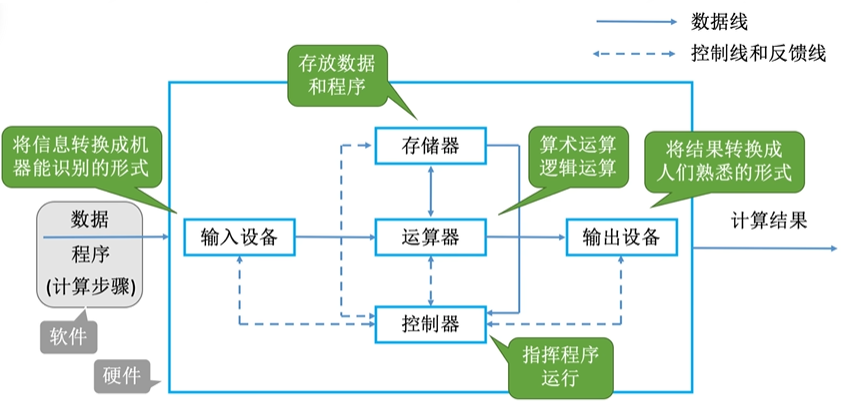 数据线
控制线和反馈线
存放数据
和程序
将信息转换成机
器能识别的形式
存储器
算术运算
逻辑运算
将结果转换成
人们熟悉的形式
数据
程序
(计算步骤)
输入设备
运算器
输出设备
计算结果
控制器
软件
硬件
指挥程序
运行